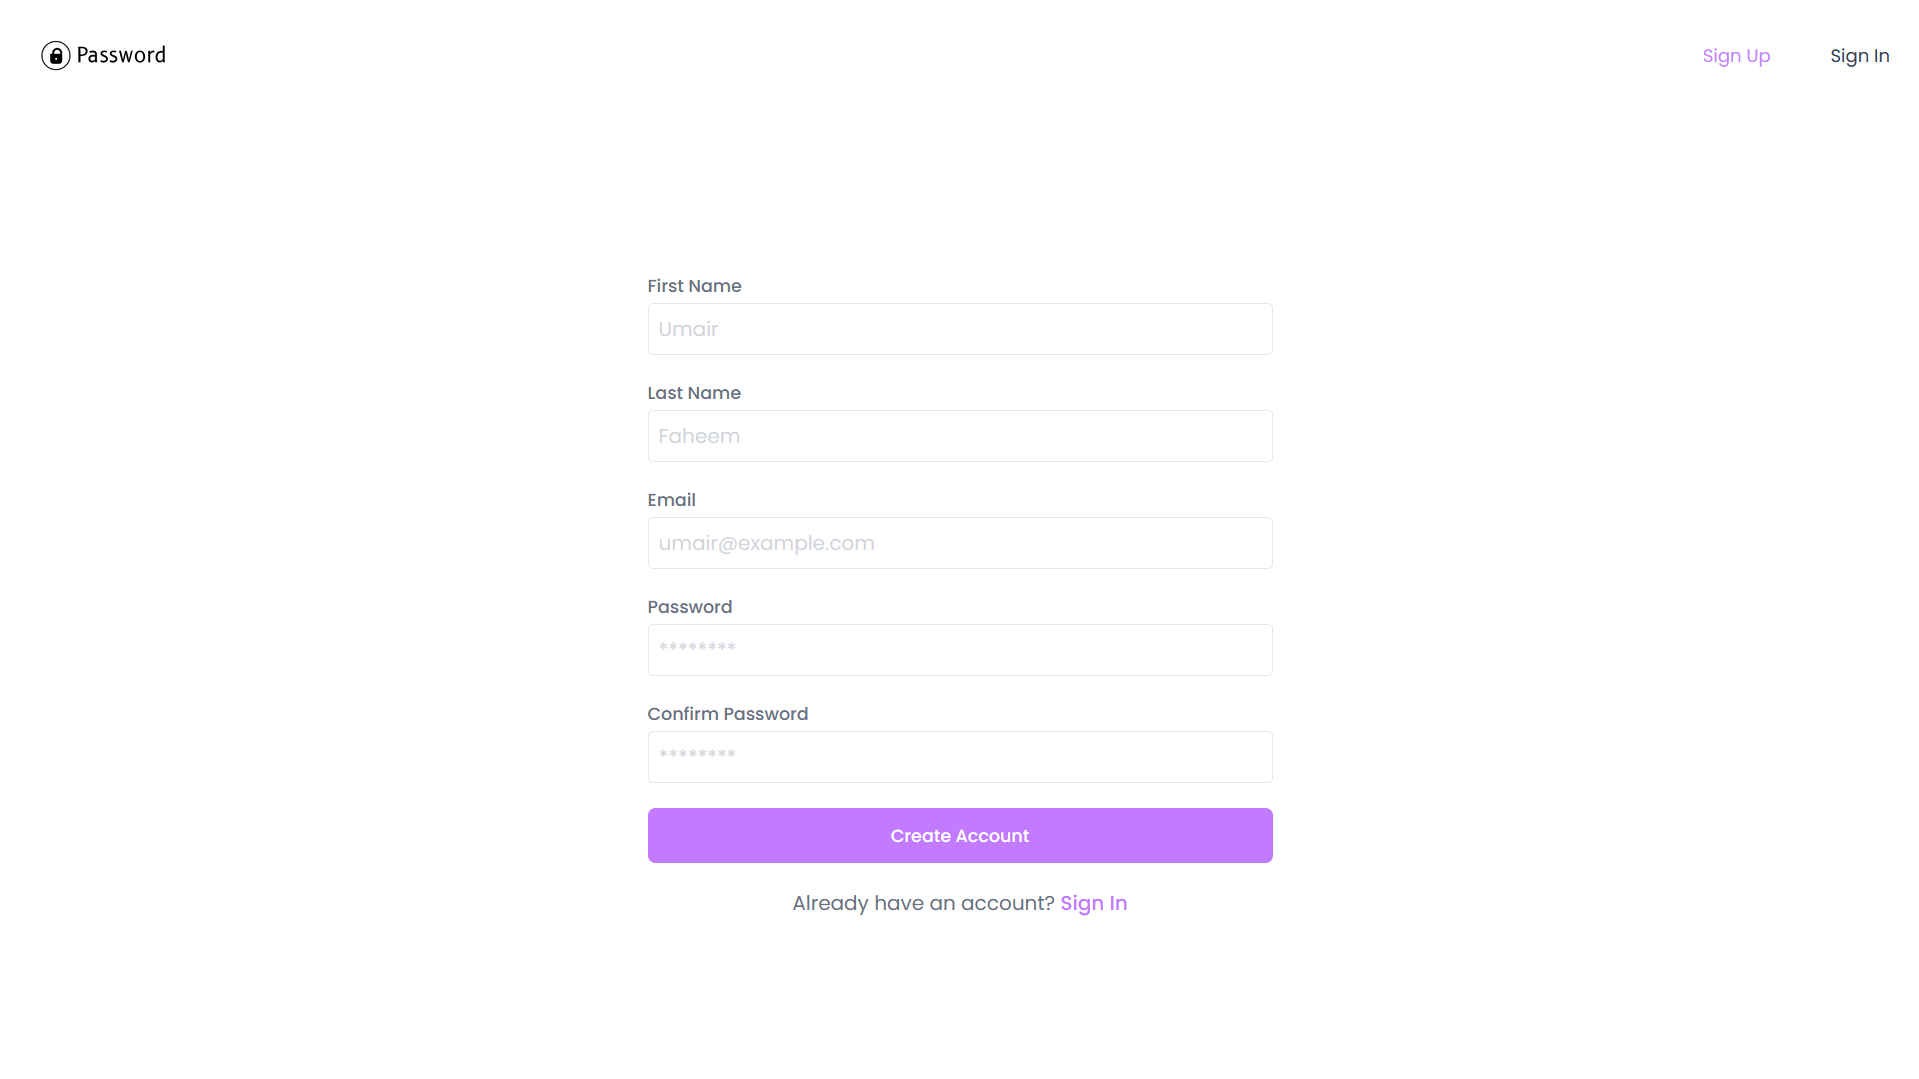 Password
Sign Up
Sign In
First Name
Umair
Last Name
Faheem
Email
umair@example.com
Password
********
Confirm Password
********
Create Account
Already have an account? Sign In